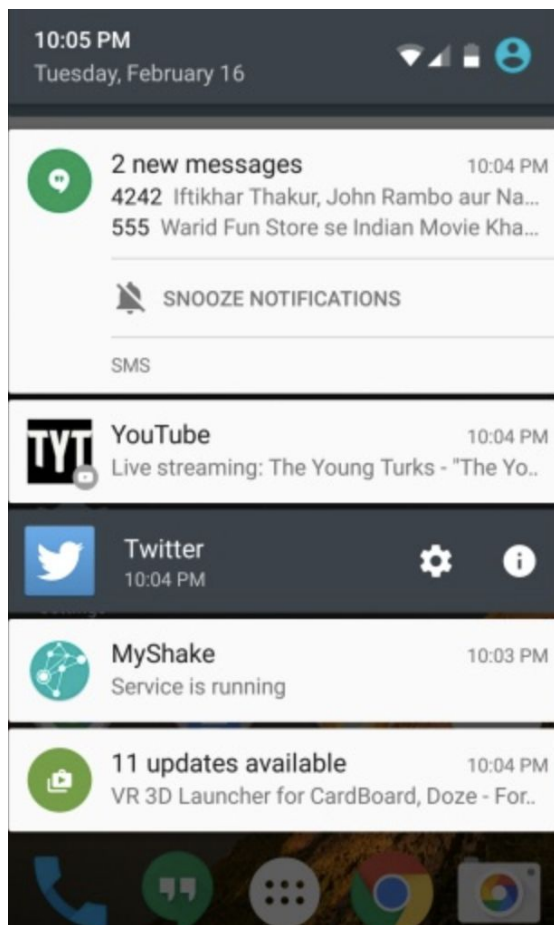 10:05 PM
Tuesday, February 16
2 new messages 10:04 PM
4242 Iftikhar Thakur, John Rambo aur Na...
555 Warid Fun Store se Indian Movie Kha...
SNOOZE NOTIFICATIONS
SMS
TYT
YouTube 10:04 PM
Live streaming: The Young Turks - "The Yo..
Twitter
10:04 PM
MyShake 10:03 PM
Service is running
11 updates available 10:04 PM
VR 3D Launcher for CardBoard, Doze - For..